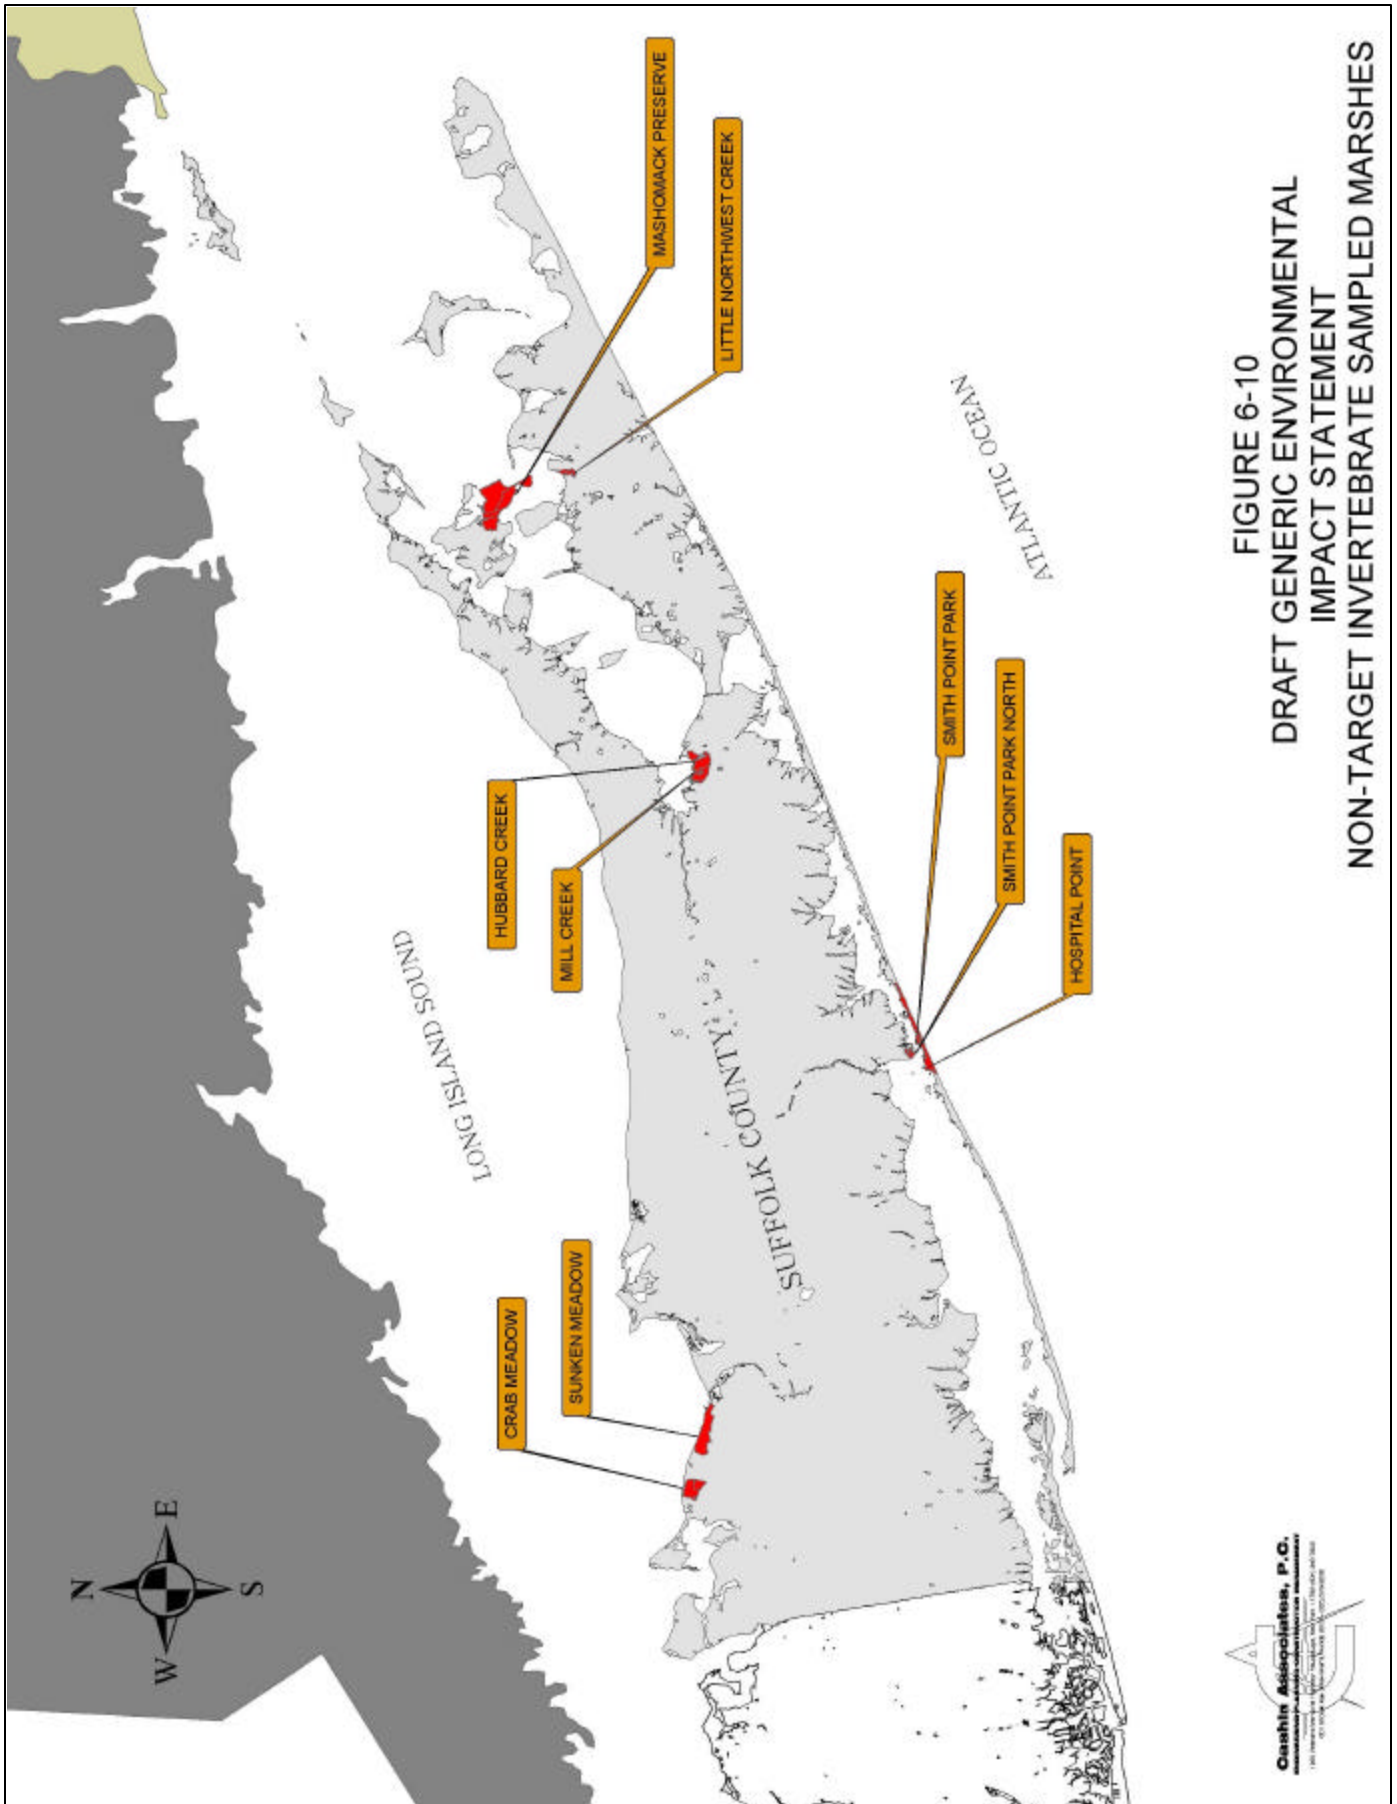 N
W
E
S
LONG ISLAND SOUND
CRAB MEADOW
SUNKEN MEADOW
HUBBARD CREEK
MILL CREEK
MASHOMACK PRESERVE
LITTLE NORTHWEST CREEK
SUFFOLK COUNTY
SMITH POINT PARK
SMITH POINT PARK NORTH
HOSPITAL POINT
ATLANTIC OCEAN
Cashin Associates, P.C.
FIGURE 6-10
DRAFT GENERIC ENVIRONMENTAL
IMPACT STATEMENT
NON-TARGET INVERTEBRATE SAMPLED MARSHES